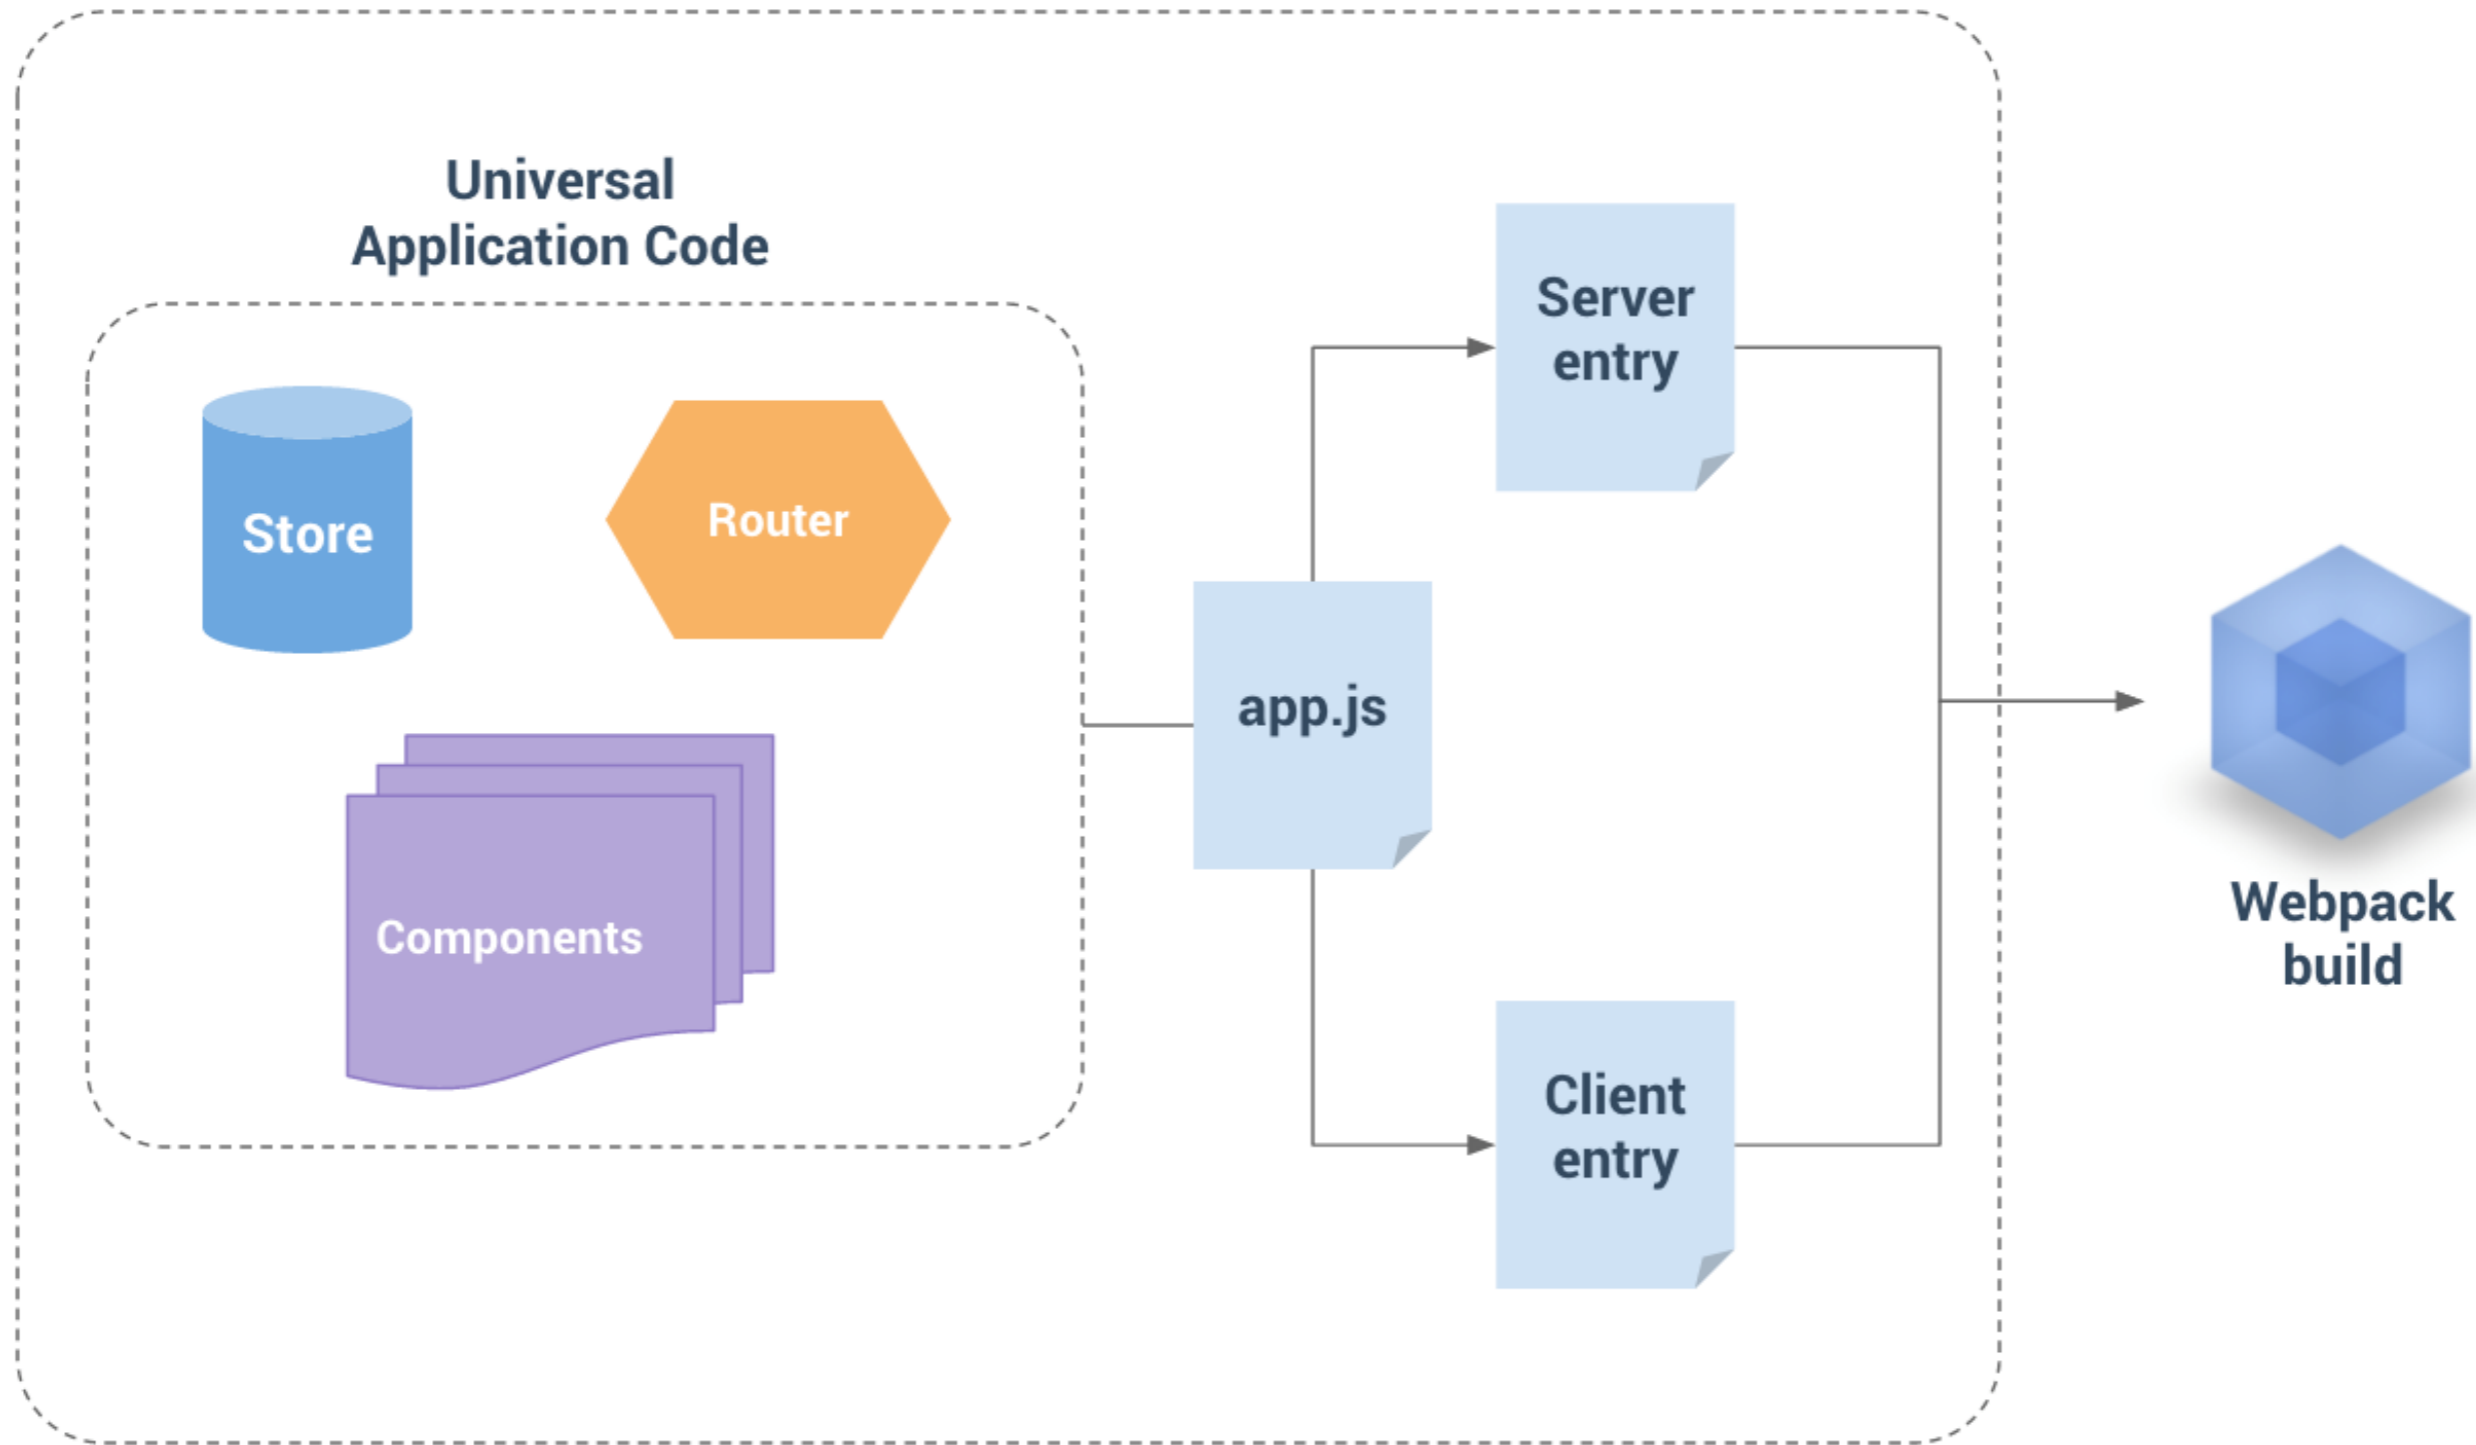 Universal
Application Code
Store
Router
Components
app.js
Server
entry
Client
entry
Webpack
build